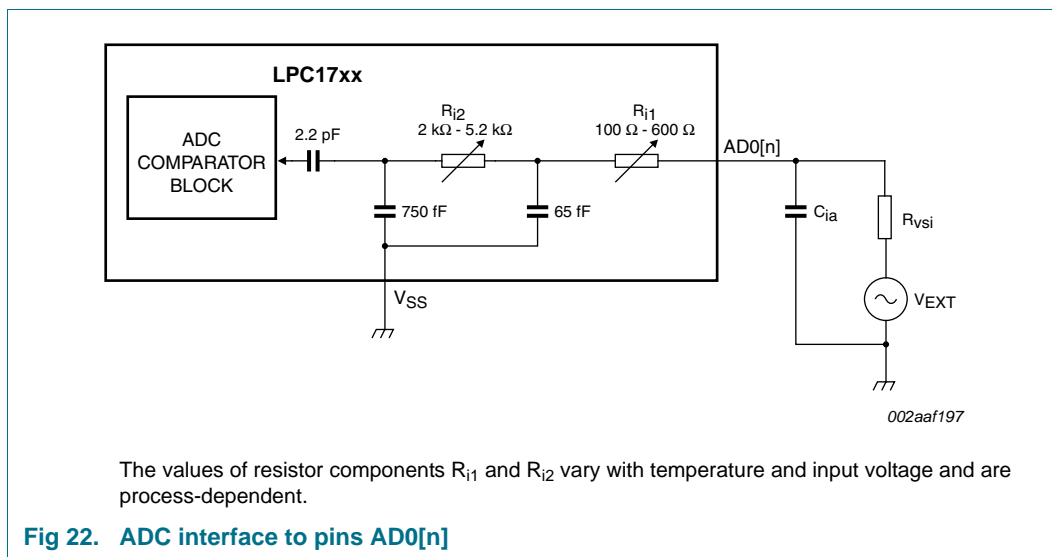 LPC17xx
ADC
COMPARATOR
BLOCK
2.2 pF
Ri2
2 kΩ - 5.2 kΩ
Ri1
100 Ω - 600 Ω
AD0[n]
750 fF
65 fF
Cia
Rvsi
VSS
VEXT
002aaf197
The values of resistor components Ri1 and Ri2 vary with temperature and input voltage and are
process-dependent.
Fig 22. ADC interface to pins AD0[n]